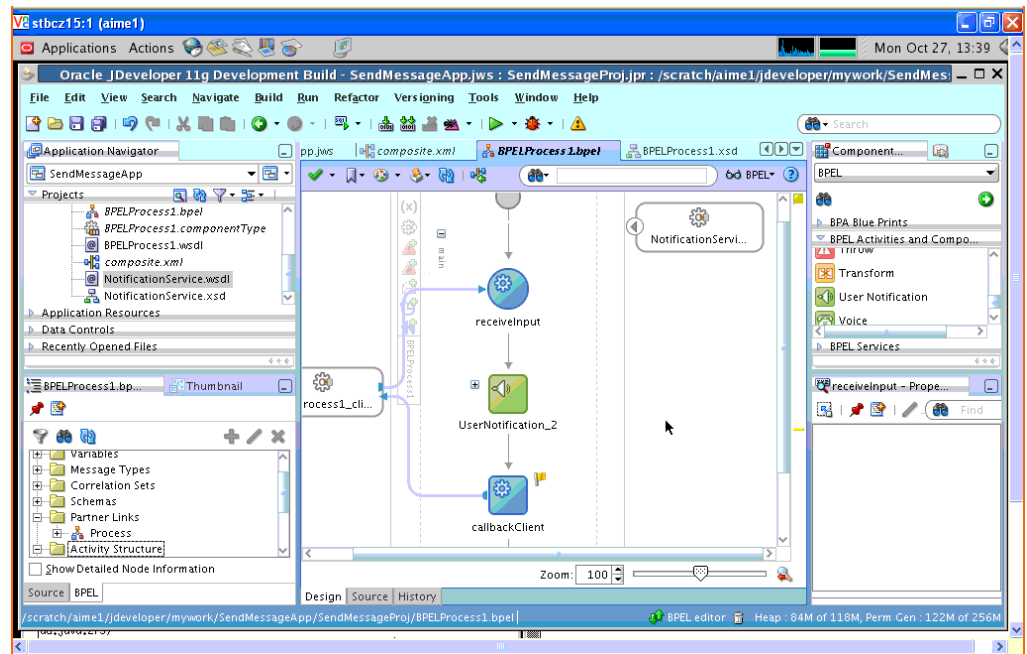 stbcz15:1 (aime1)
Applications Actions Mon Oct 27, 13:39
Oracle JDeveloper 11g Development Build - SendMessageApp.jws : SendMessageProj.jpr : /scratch/aime1/jdeveloper/mywork/SendMes
File Edit View Search Navigate Build Run Refactor Versioning Tools Window Help
Search
Application Navigator
pp.jws composite.xml BPELProcess1.bpel BPELProcess1.xsd
Component...
SendMessageApp
BPEL
BPEL
Projects
BPELProcess1.bpel
BPELProcess1.componentType
BPELProcess1.wsdl
composite.xml
NotificationService.wsdl
NotificationService.xsd
Application Resources
Data Controls
Recently Opened Files
BPELProcess1.bp... Thumbnail
Variables
Message Types
Correlation Sets
Schemas
Partner Links
Process
Activity Structure
Show Detailed Node Information
Source BPEL
(x)
main
BPELProcess1
NotificationServi...
receiveInput
rocess1_cli...
UserNotification_2
callbackClient
Zoom: 100
Design Source History
BPA Blue Prints
BPEL Activities and Compo...
Throw
Transform
User Notification
Voice
BPEL Services
receiveInput - Prope...
Find
/scratch/aime1/jdeveloper/mywork/SendMessageApp/SendMessageProj/BPELProcess1.bpel
BPEL editor Heap : 84M of 118M, Perm Gen : 122M of 256M